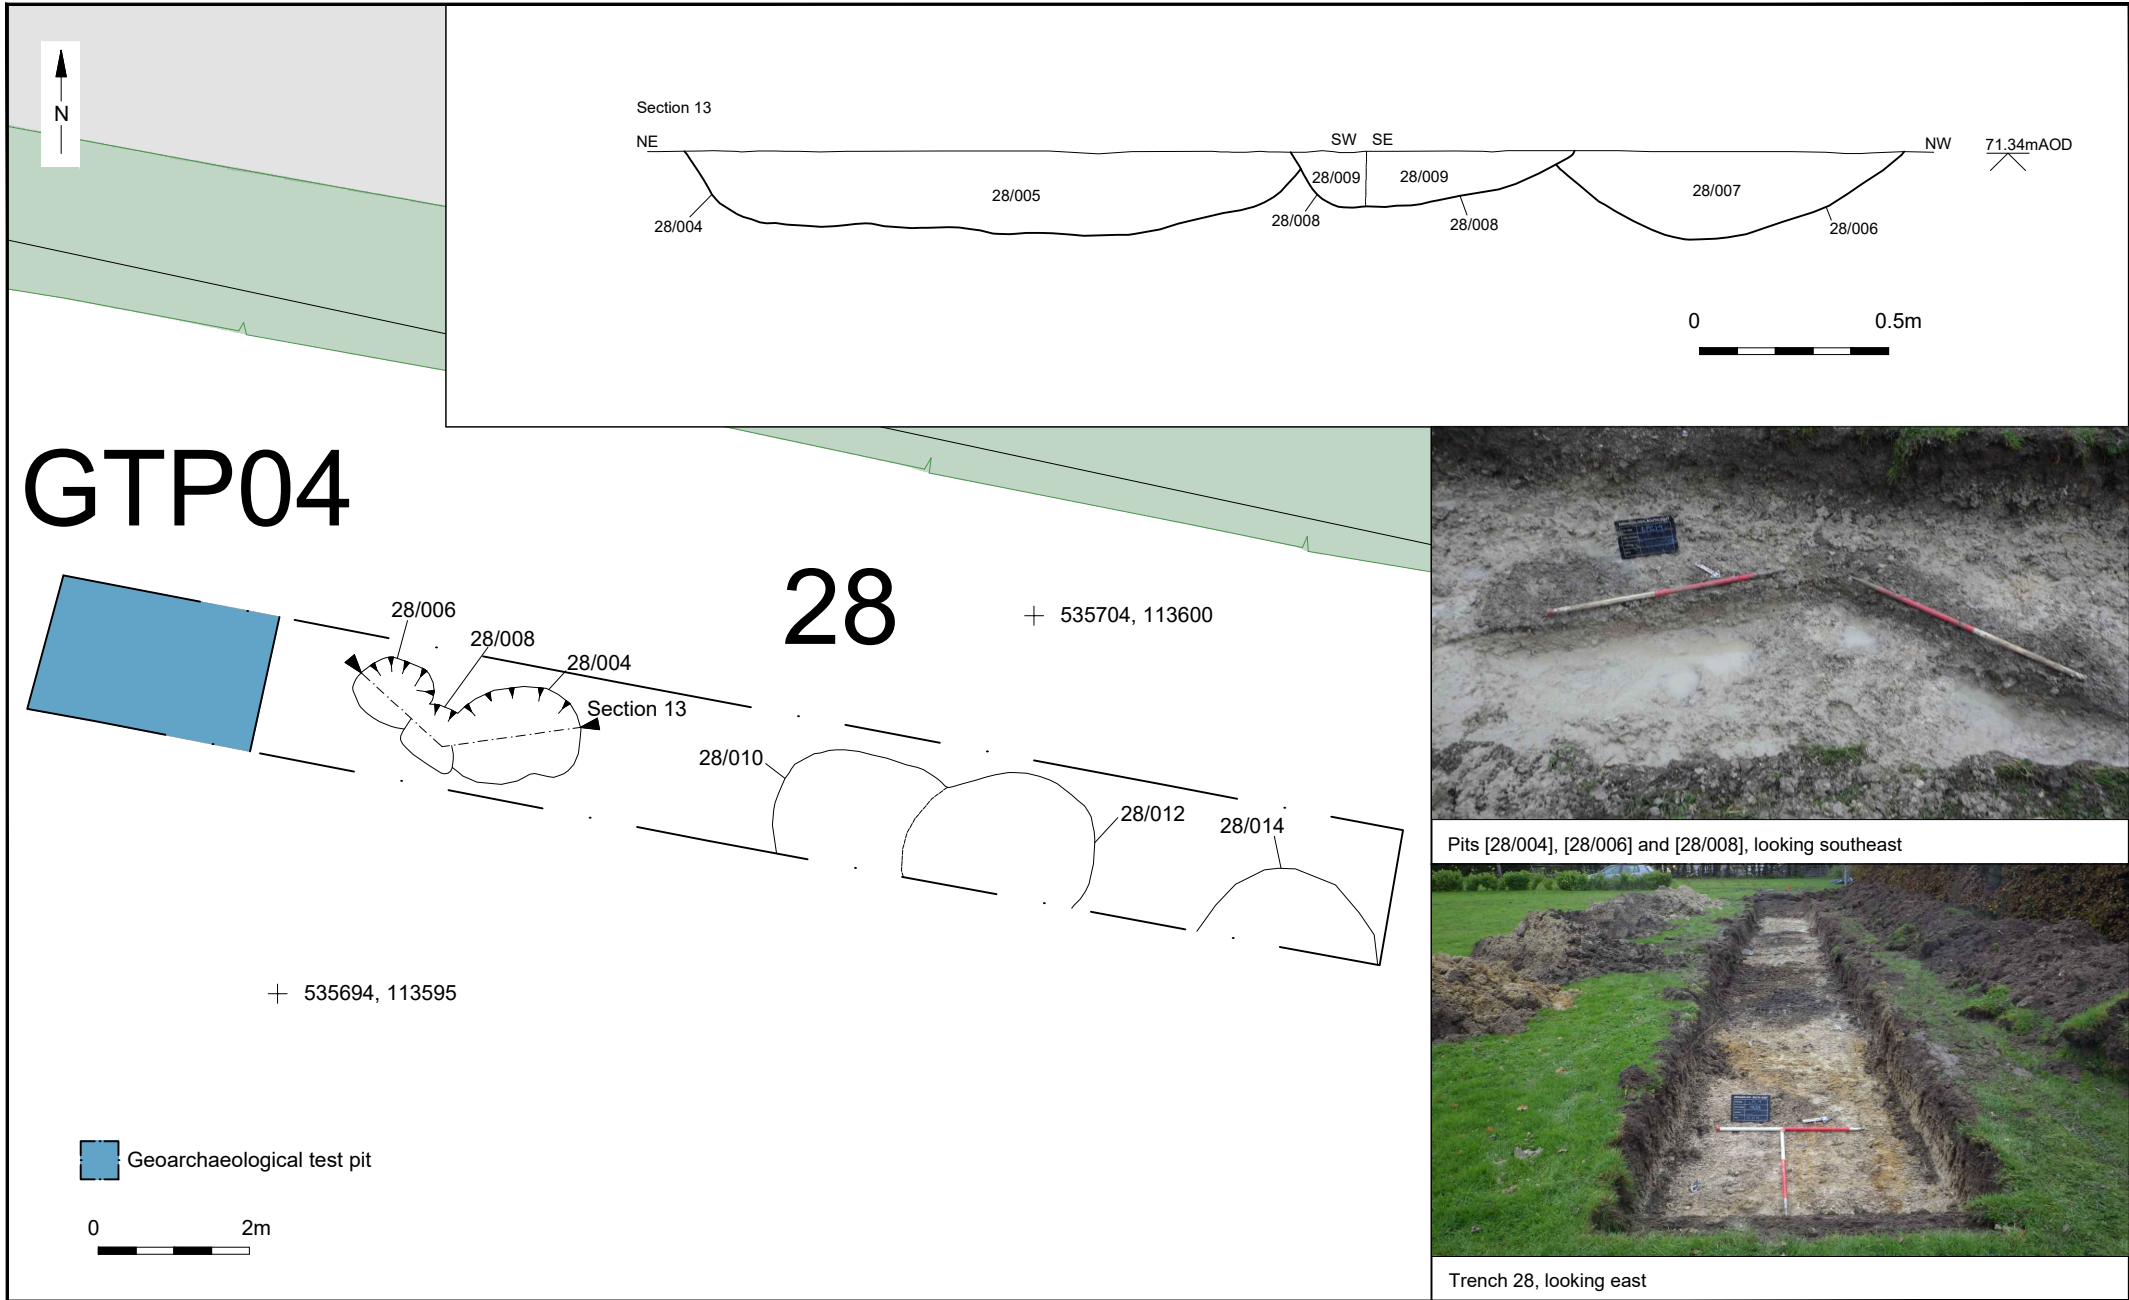 N
Section 13
NE
SW
SE
NW
71.34mAOD
28/005
28/009
28/009
28/007
28/004
28/008
28/008
28/006
0
0.5m
GTP04
28
28/006
28/008
28/004
Section 13
535704, 113600
28/010
28/012
28/014
535694, 113595
Geoarchaeological test pit
0
2m
Pits [28/004], [28/006] and [28/008], looking southeast
Trench 28, looking east